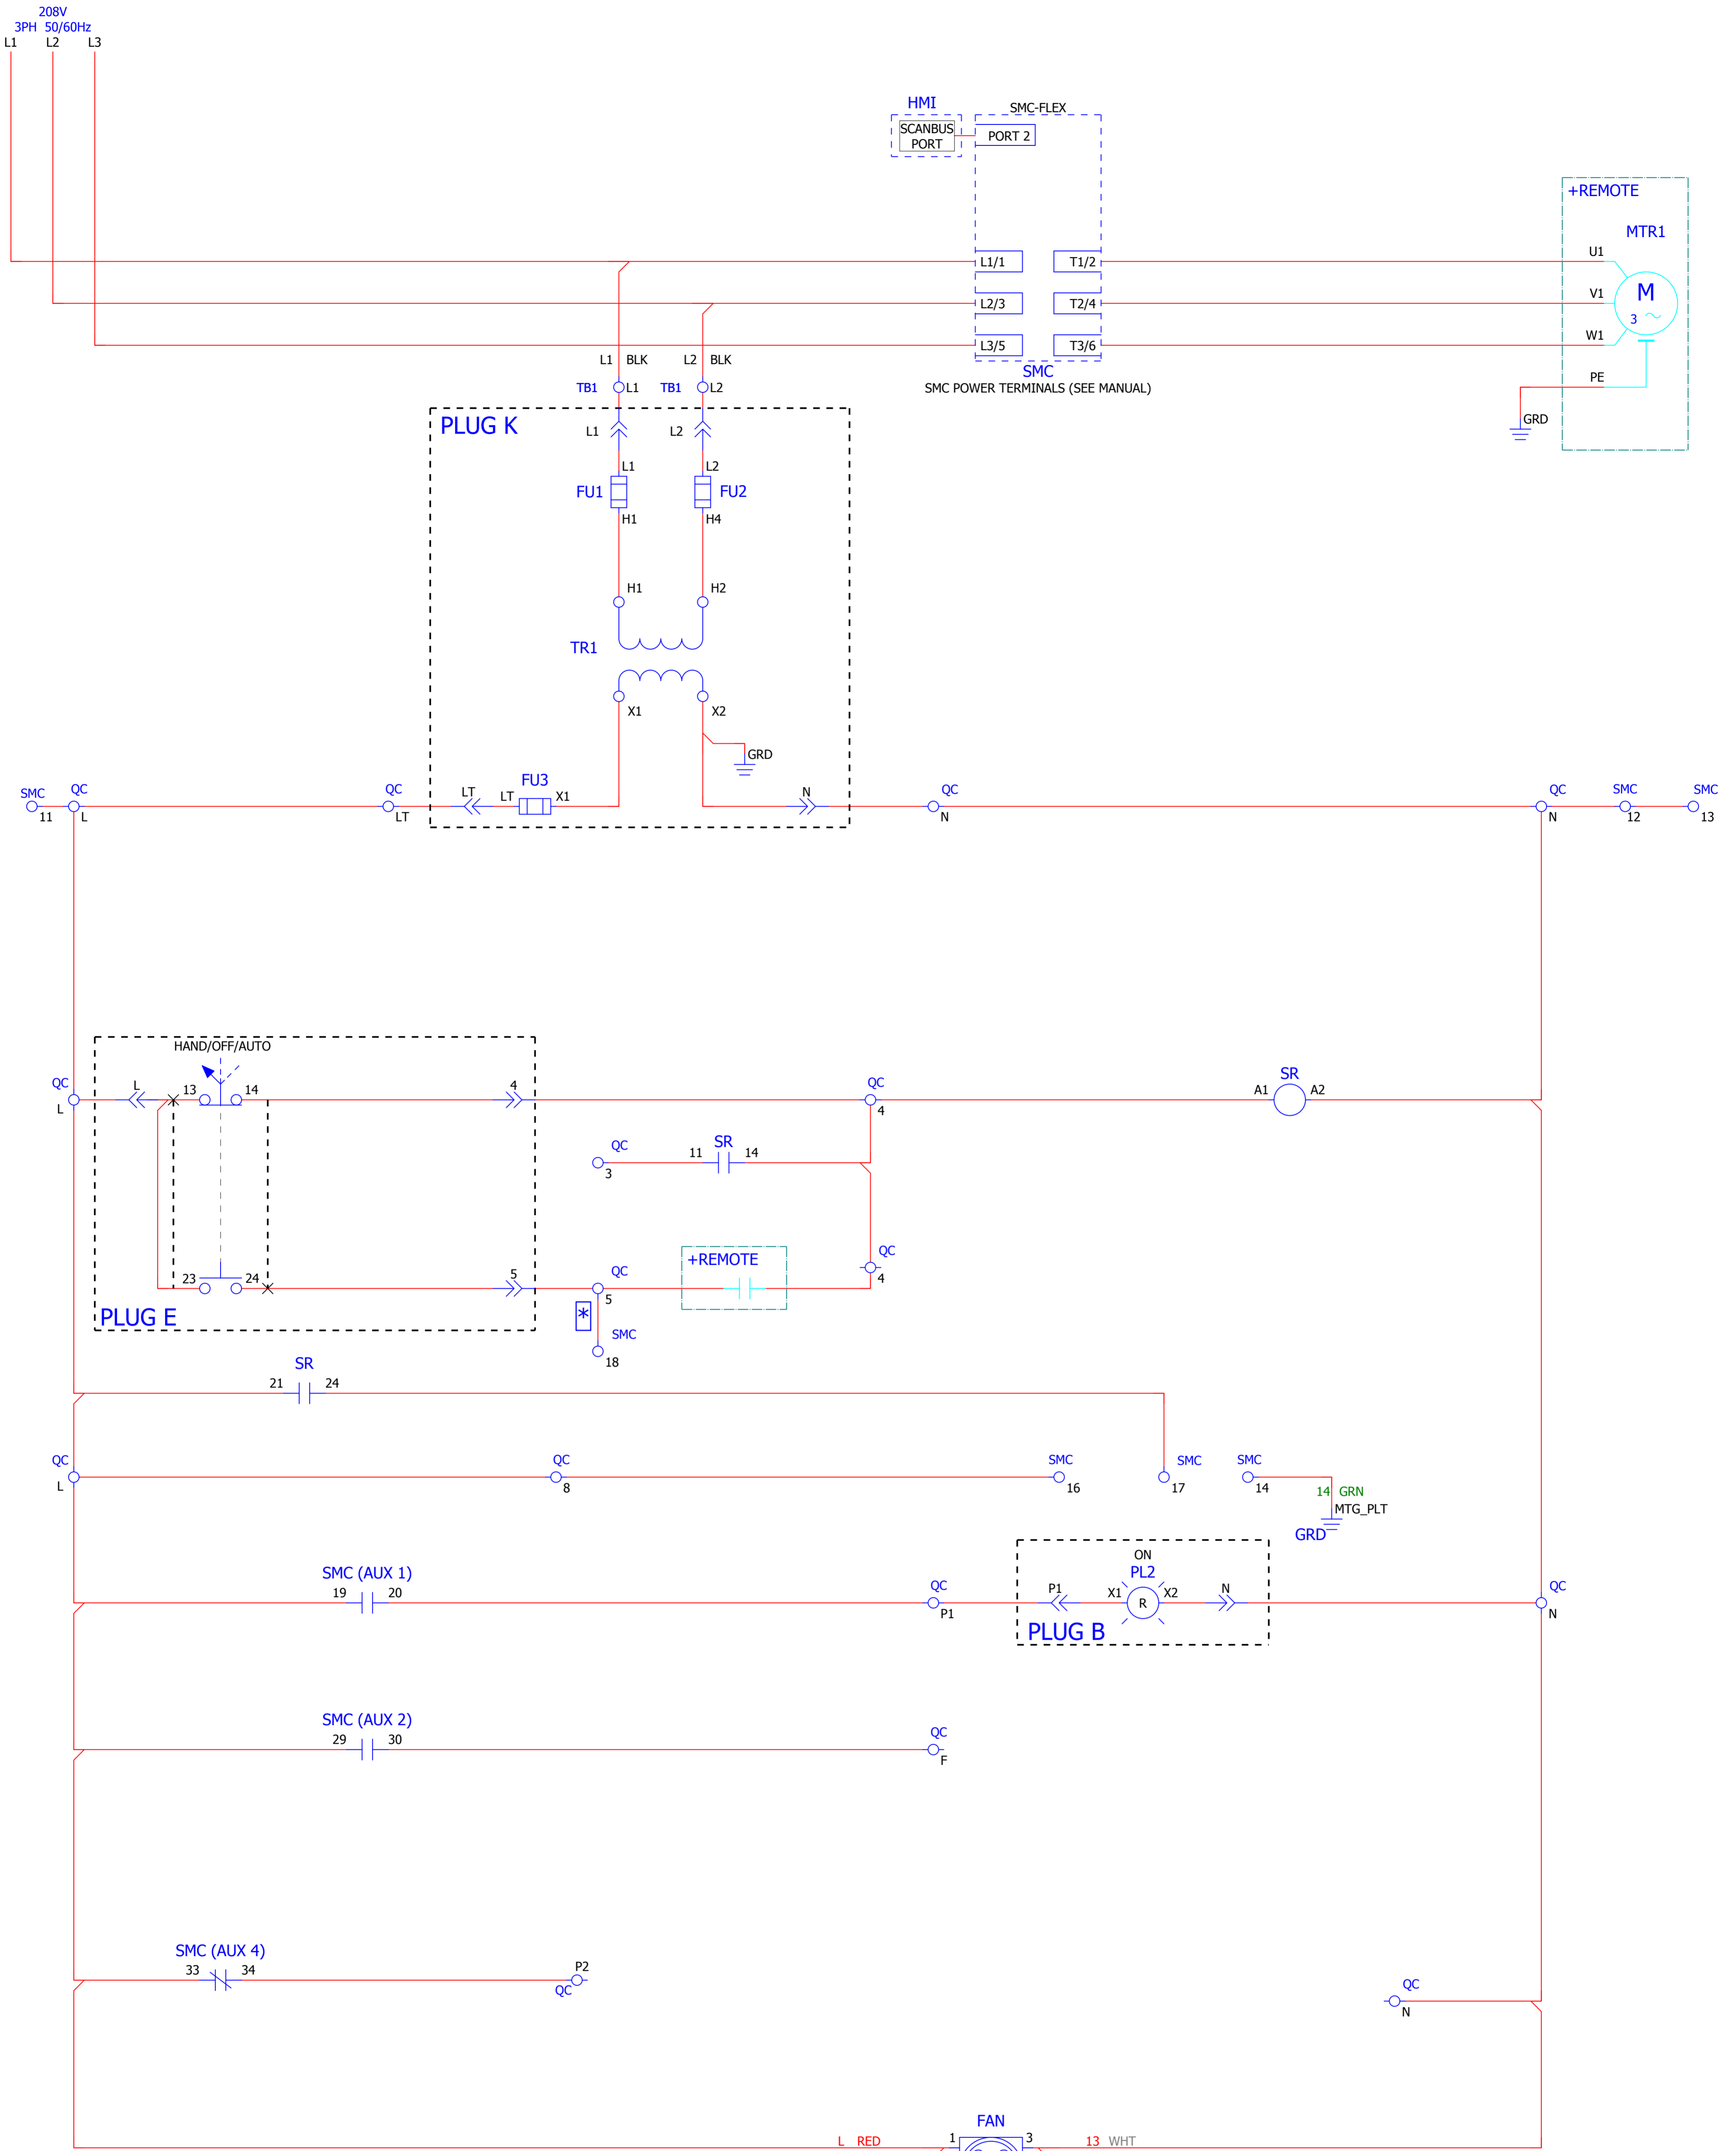 208V
3PH 50/60Hz
L1 L2 L3
HMI
SMC-FLEX
SCANBUS
PORT
PORT 2
+REMOTE
MTR1
L1/1 T1/2 U1
L2/3 T2/4 V1 M
3
L3/5 T3/6 W1
L1 BLK L2 BLK
SMC
SMC POWER TERMINALS (SEE MANUAL)
PE
TB1 L1 TB1 L2
GRD
PLUG K
L1 L2
L1 L2
FU1 FU2
H1 H4
H1 H2
TR1
X1 X2
GRD
FU3
SMC QC QC LT LT X1 N QC QC SMC SMC
11 L LT N N 12 13
HAND/OFF/AUTO
QC L 13 14 4 QC SR
L 4 A1 A2
QC SR
11 14
3
QC
+REMOTE
4
23 24 5 QC
5
*
PLUG E
SMC
18
SR
21 24
QC QC SMC SMC SMC
L 8 16 17 14
14 GRN
MTG_PLT
GRD
ON
SMC (AUX 1) PL2
19 20 QC P1 X1 R X2 N QC
P1 N
PLUG B
SMC (AUX 2)
29 30 QC
F
SMC (AUX 4)
33 34 P2
QC
QC
N
FAN
L RED 1 3 13 WHT